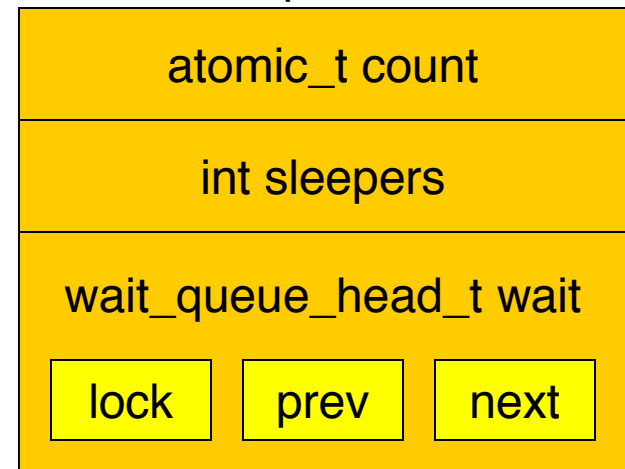 atomic_t count
int sleepers
wait_queue_head_t wait
lock prev next